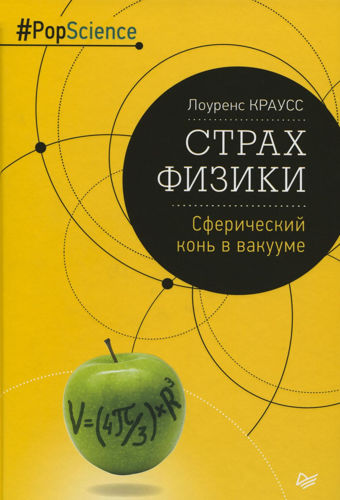 #PopScience
Лоуренс КРАУСС
СТРАХ
ФИЗИКИ
Сферический
конь в вакууме
V=(4π/3)×R³